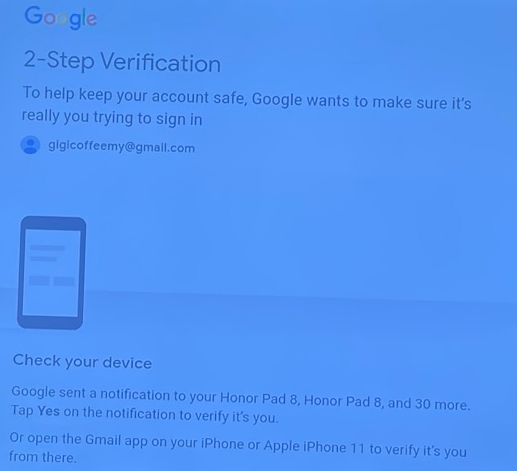 Google
2-Step Verification
To help keep your account safe, Google wants to make sure it's
really you trying to sign in
giglcoffeemy@gmail.com
Check your device
Google sent a notification to your Honor Pad 8, Honor Pad 8, and 30 more.
Tap Yes on the notification to verify it's you.
Or open the Gmail app on your iPhone or Apple iPhone 11 to verify it's you
from there.